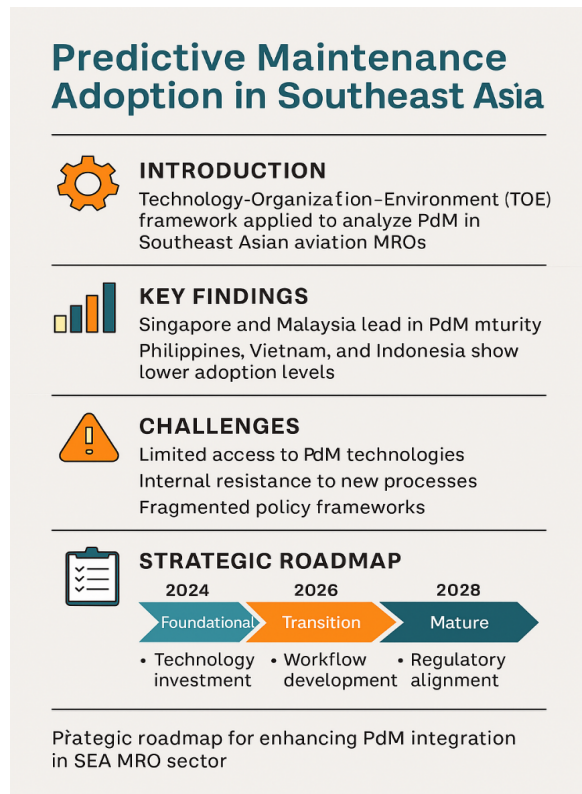 Predictive Maintenance
Adoption in Southeast Asia
INTRODUCTION
Technology-Organization–Environment (TOE)
framework applied to analyze PdM in
Southeast Asian aviation MROs
KEY FINDINGS
Singapore and Malaysia lead in PdM mturity
Philippines, Vietnam, and Indonesia show
lower adoption levels
CHALLENGES
Limited access to PdM technologies
Internal resistance to new processes
Fragmented policy frameworks
STRATEGIC ROADMAP
2024 2026 2028
Foundational Transition Mature
• Technology • Workflow • Regulatory
investment development alignment
Pr̀ategic roadmap for enhancing PdM integration
in SEA MRO sector